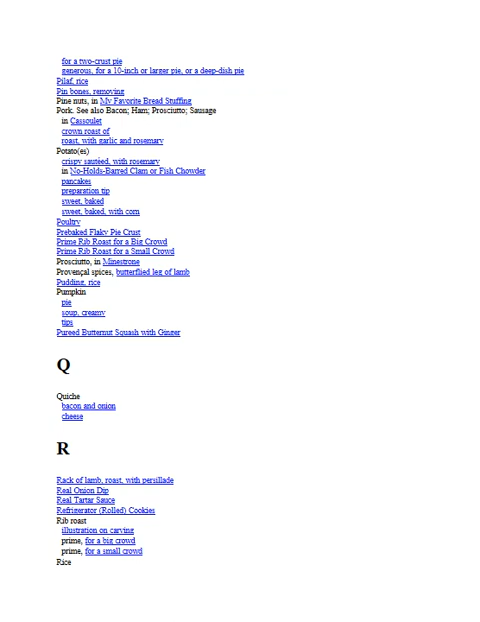 for a two-crust pie
generous, for a 10-inch or larger pie, or a deep-dish pie
Pilaf, rice
Pin bones, removing
Pine nuts, in My Favorite Bread Stuffing
Pork. See also Bacon; Ham; Prosciutto; Sausage
in Cassoulet
crown roast of
roast, with garlic and rosemary
Potato(es)
crispy sautéed, with rosemary
in No-Holds-Barred Clam or Fish Chowder
pancakes
preparation tip
sweet, baked
sweet, baked, with corn
Poultry
Prebaked Flaky Pie Crust
Prime Rib Roast for a Big Crowd
Prime Rib Roast for a Small Crowd
Prosciutto, in Minestrone
Provençal spices, butterflied leg of lamb
Pudding, rice
Pumpkin
pie
soup, creamy
tips
Pureed Butternut Squash with Ginger
Q
Quiche
bacon and onion
cheese
R
Rack of lamb, roast, with persillade
Real Onion Dip
Real Tartar Sauce
Refrigerator (Rolled) Cookies
Rib roast
illustration on carving
prime, for a big crowd
prime, for a small crowd
Rice